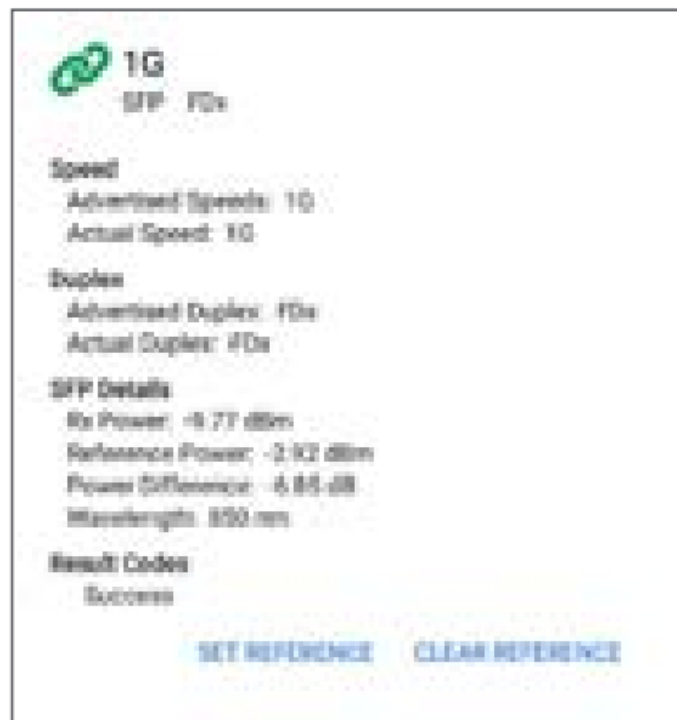 1G
SFP FDx
Speed
Advertised Speeds: 1G
Actual Speed: 1G
Duplex
Advertised Duplex: FDx
Actual Duplex: FDx
SFP Details
Rx Power: -9.77 dBm
Reference Power: -2.92 dBm
Power Difference: -6.85 dB
Wavelength: 850 nm
Result Codes
Success
SET REFERENCE CLEAR REFERENCE